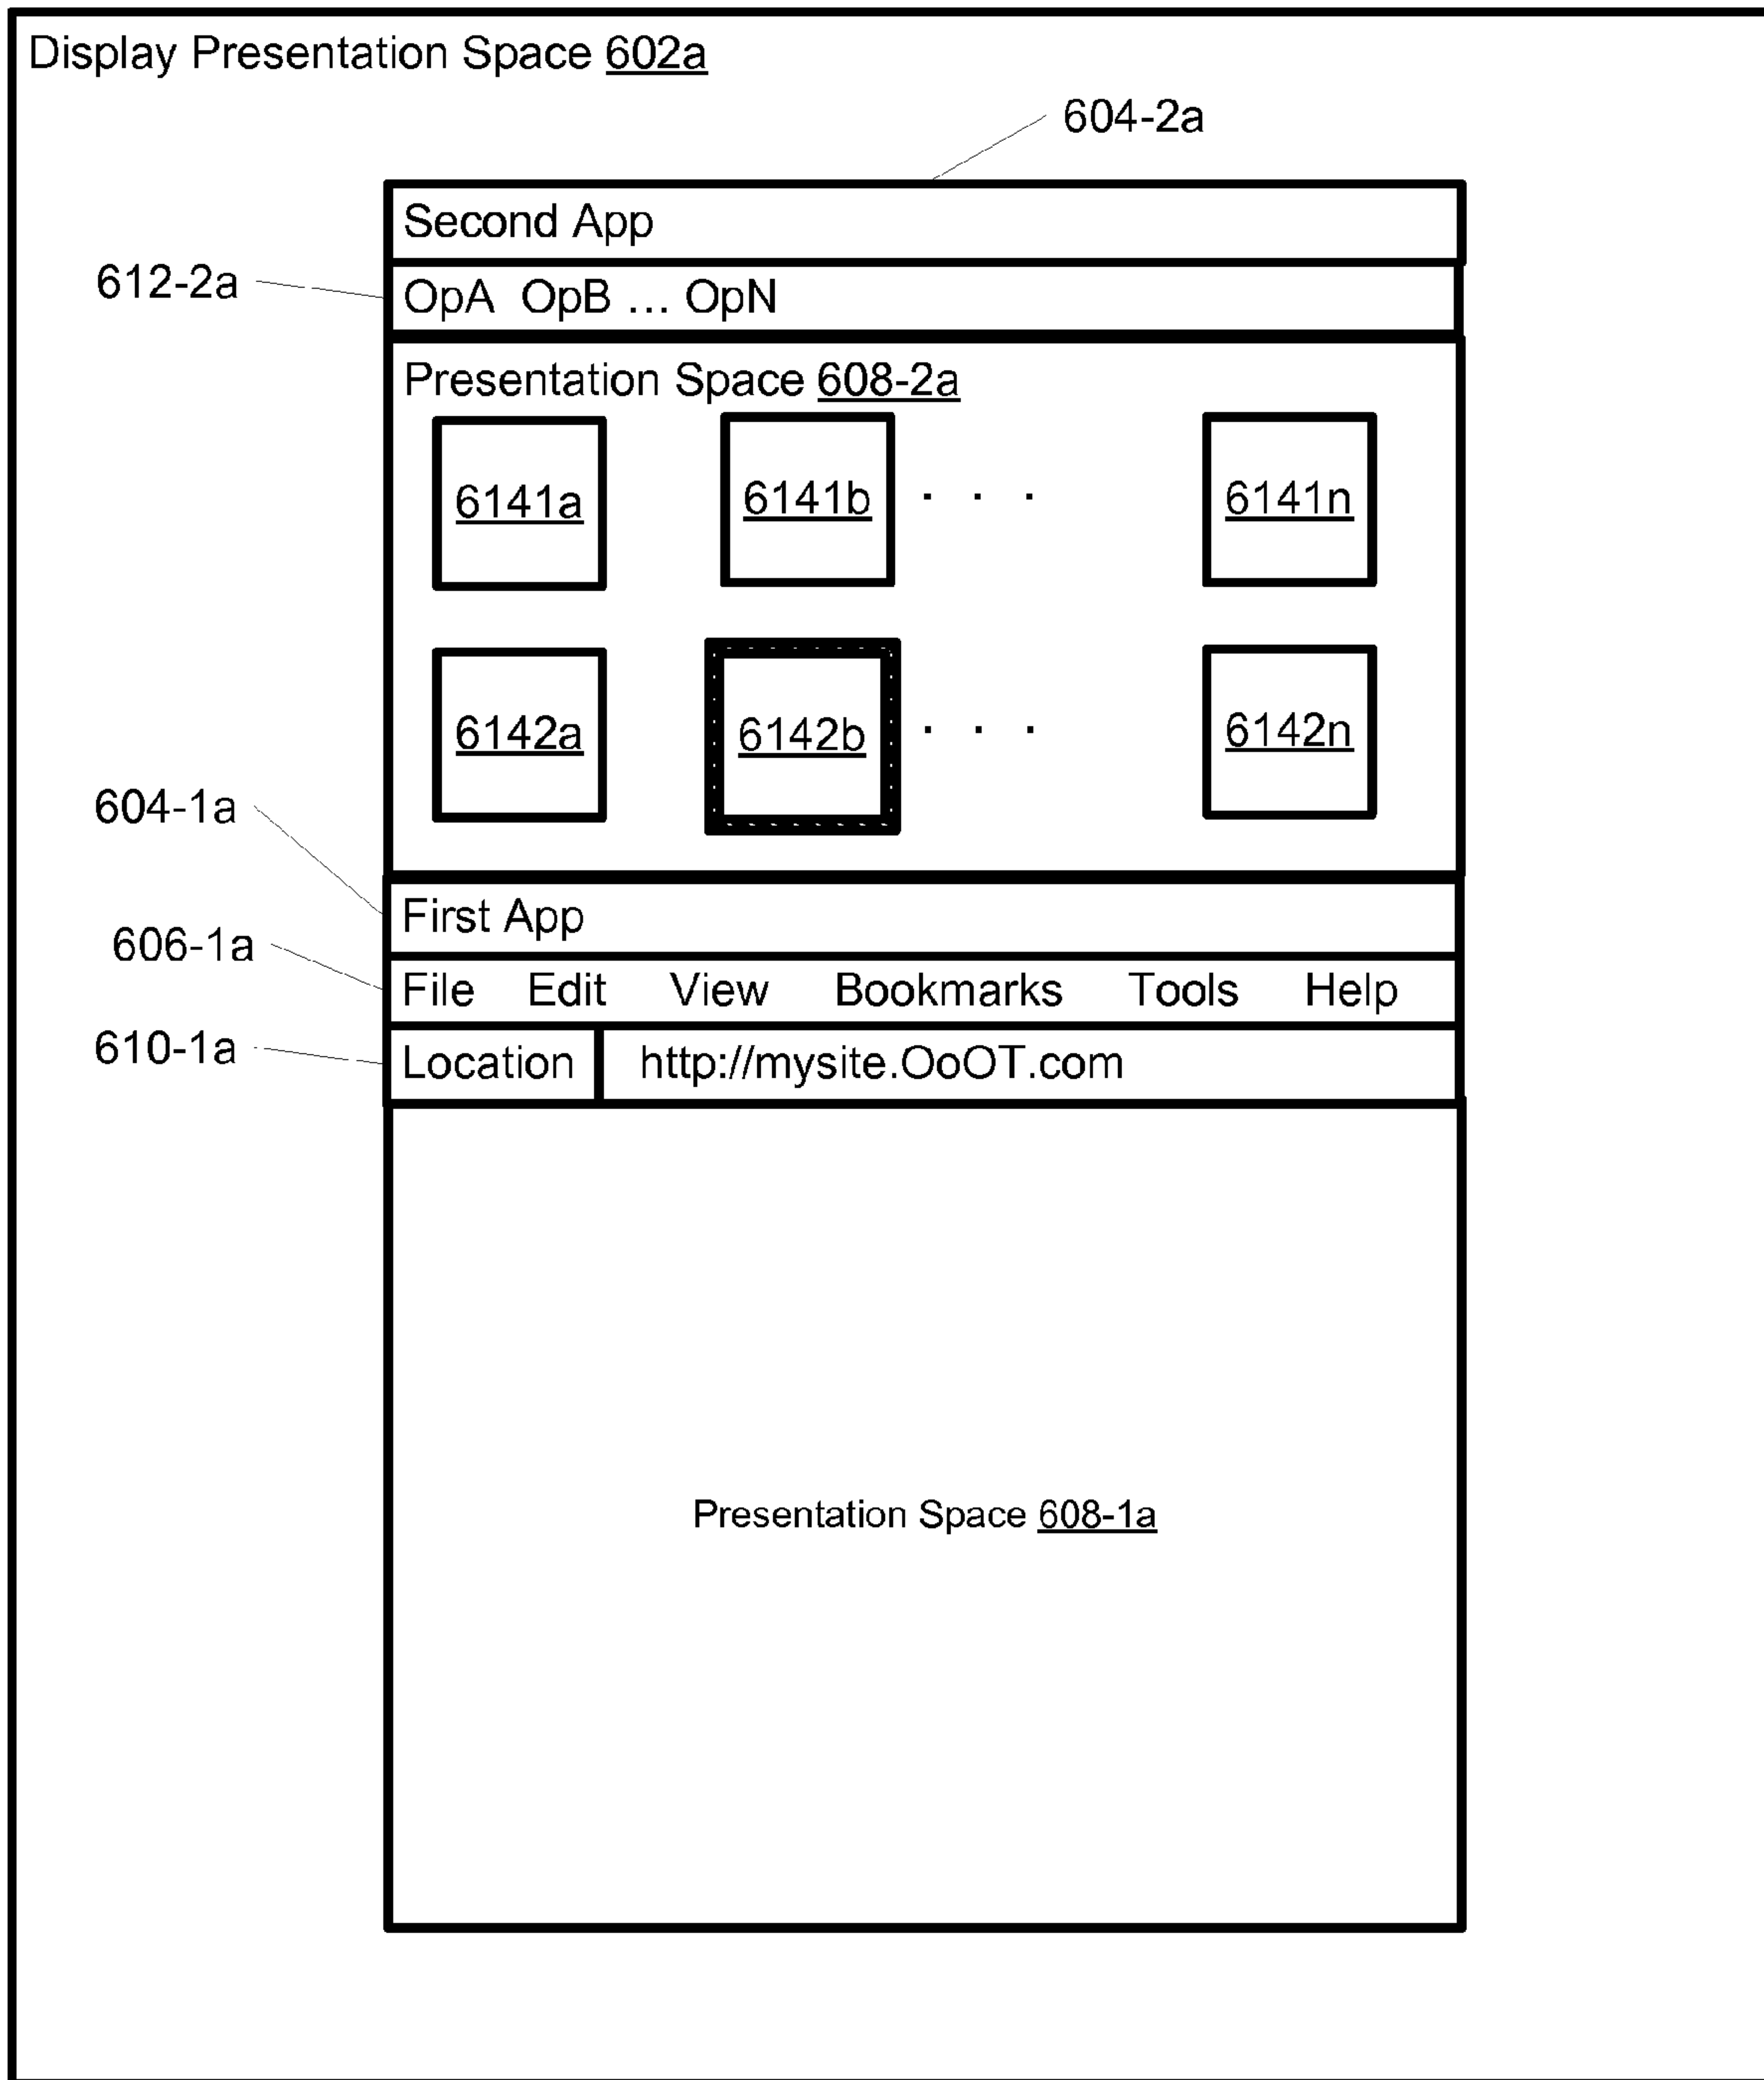 Display Presentation Space 602a
604-2a
Second App
612-2a
OpA OpB ... OpN
Presentation Space 608-2a
6141a 6141b . . . 6141n
6142a 6142b . . . 6142n
604-1a
First App
606-1a
File Edit View Bookmarks Tools Help
610-1a
Location http://mysite.OoOT.com
Presentation Space 608-1a